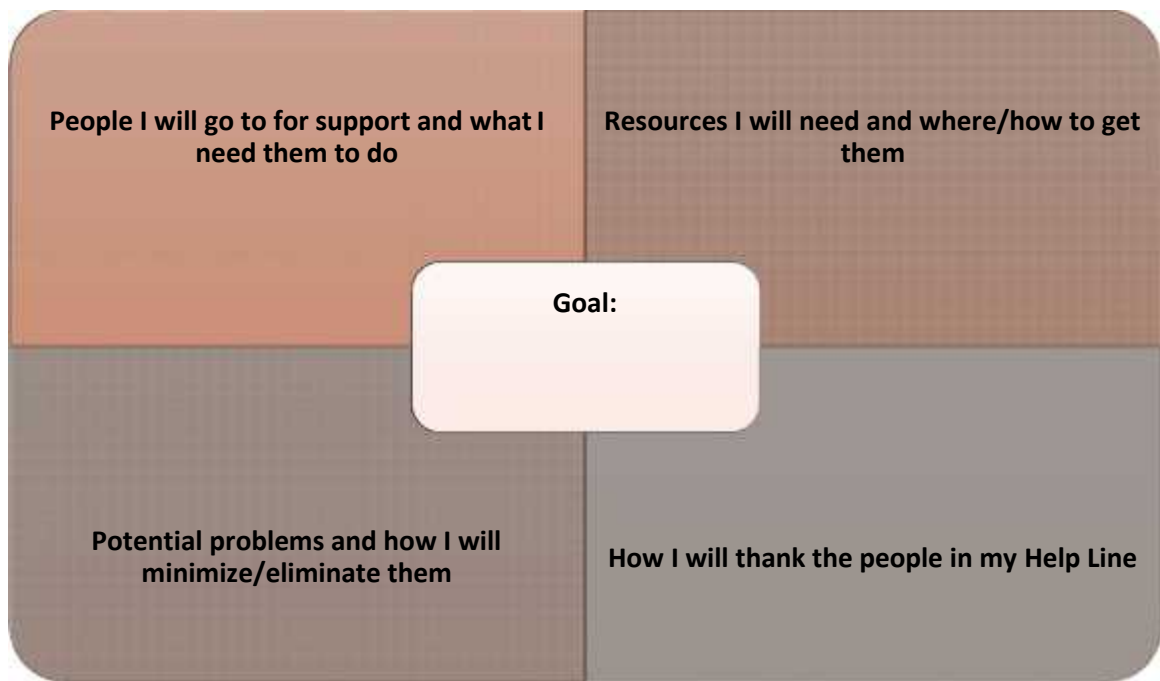 People I will go to for support and what I
need them to do
Resources I will need and where/how to get
them
Goal:
Potential problems and how I will
minimize/eliminate them
How I will thank the people in my Help Line